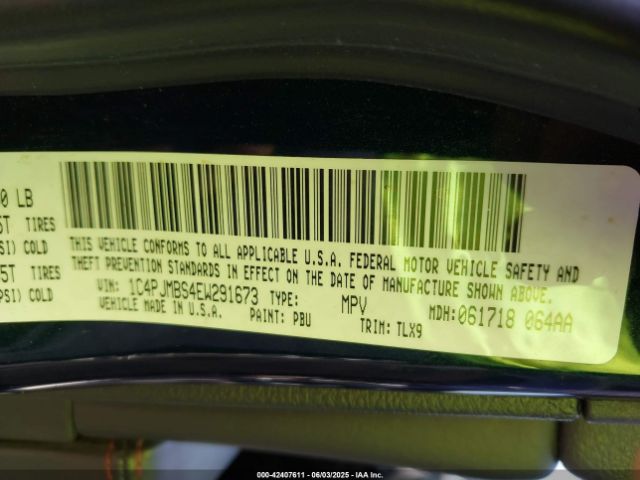 0 LB
5T TIRES
SI) COLD
5T TIRES
PSI) COLD
THIS VEHICLE CONFORMS TO ALL APPLICABLE U.S.A. FEDERAL MOTOR VEHICLE SAFETY AND
THEFT PREVENTION STANDARDS IN EFFECT ON THE DATE OF MANUFACTURE SHOWN ABOVE.
VIN: 1C4PJMBS4EW291673 TYPE: MPV MDH: 061718 064AA
VEHICLE MADE IN U.S.A. PAINT: PBU TRIM: TLX9
000-42407611 - 06/03/2025 - IAA Inc.